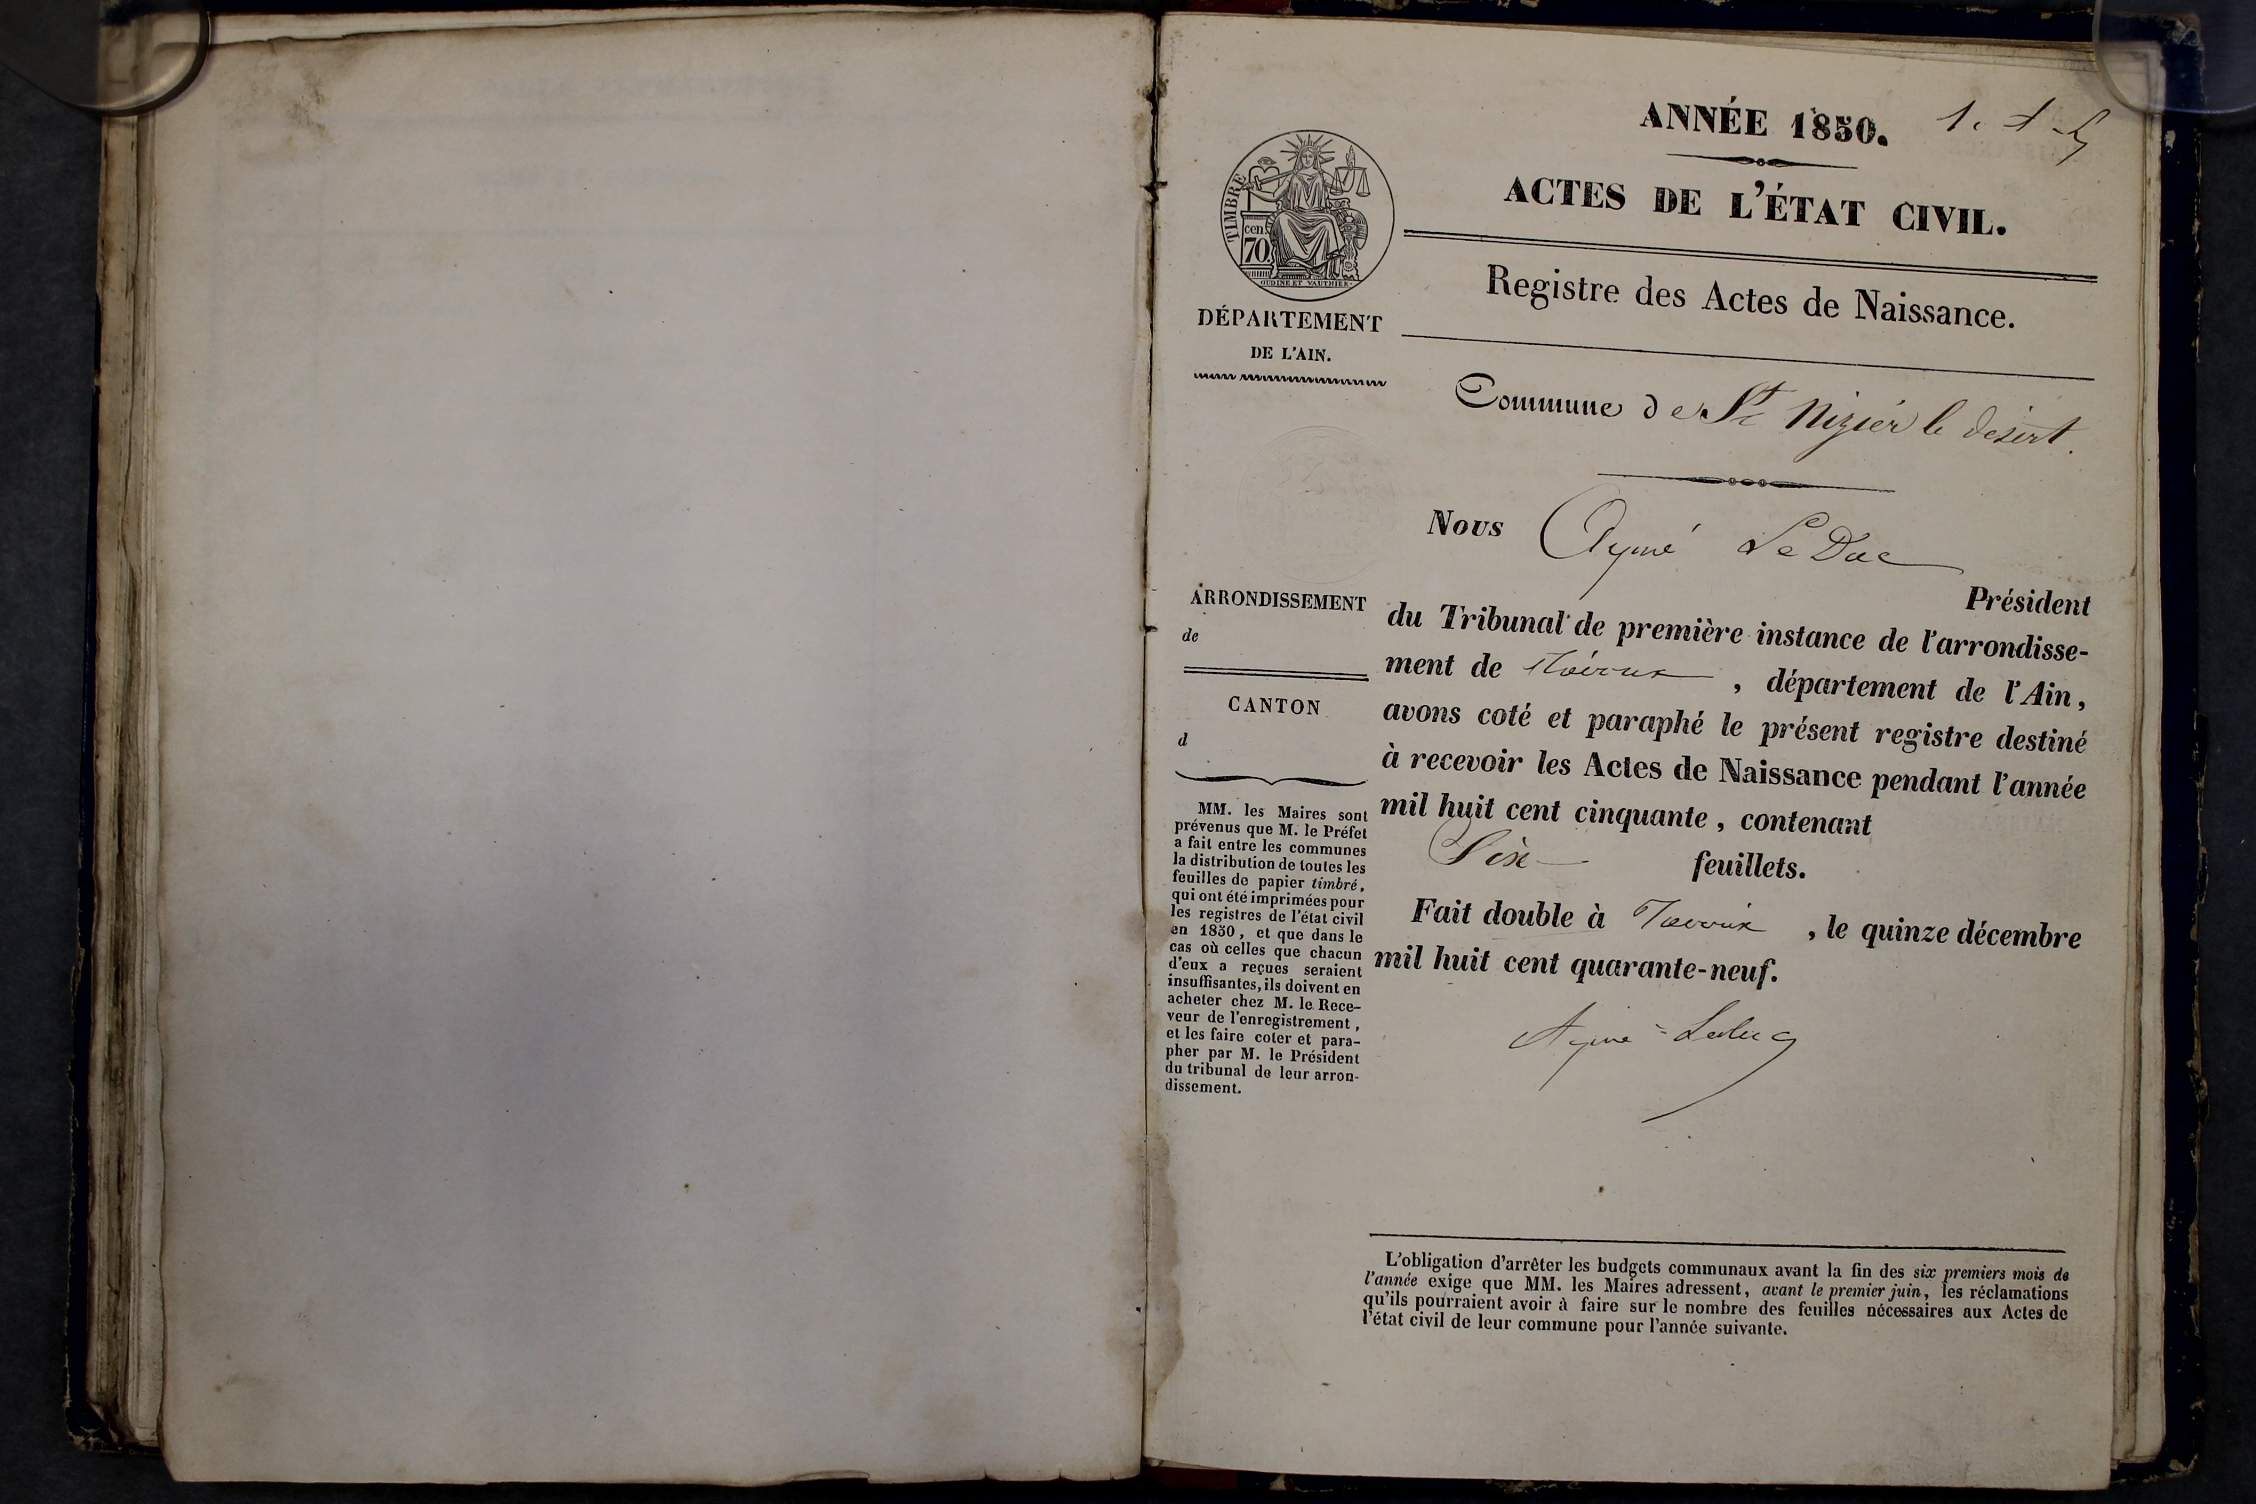 ANNÉE 1850.
ACTES DE L'ÉTAT CIVIL.
TIMBRE
cen.
70
OUDINE ET VAUTHIER
Registre des Actes de Naissance.
DÉPARTEMENT
DE L'AIN.
Commune de St Nizier le desert.
Nous Aymé Le Duc
Président
du Tribunal de première instance de l'arrondisse-
ment de Trévoux, département de l'Ain,
avons coté et paraphé le présent registre destiné
à recevoir les Actes de Naissance pendant l'année
mil huit cent cinquante, contenant
Six feuillets.
Fait double à Trévoux, le quinze décembre
mil huit cent quarante-neuf.
Aymé = Leduc
ARRONDISSEMENT
de
CANTON
d
MM. les Maires sont
prévenus que M. le Préfet
a fait entre les communes
la distribution de toutes les
feuilles de papier timbré,
qui ont été imprimées pour
les registres de l'état civil
en 1850, et que dans le
cas où celles que chacun
d'eux a reçues seraient
insuffisantes, ils doivent en
acheter chez M. le Rece-
veur de l'enregistrement,
et les faire coter et para-
pher par M. le Président
du tribunal de leur arron-
dissement.
L'obligation d'arrêter les budgets communaux avant la fin des six premiers mois de
l'année exige que MM. les Maires adressent, avant le premier juin, les réclamations
qu'ils pourraient avoir à faire sur le nombre des feuilles nécessaires aux Actes de
l'état civil de leur commune pour l'année suivante.